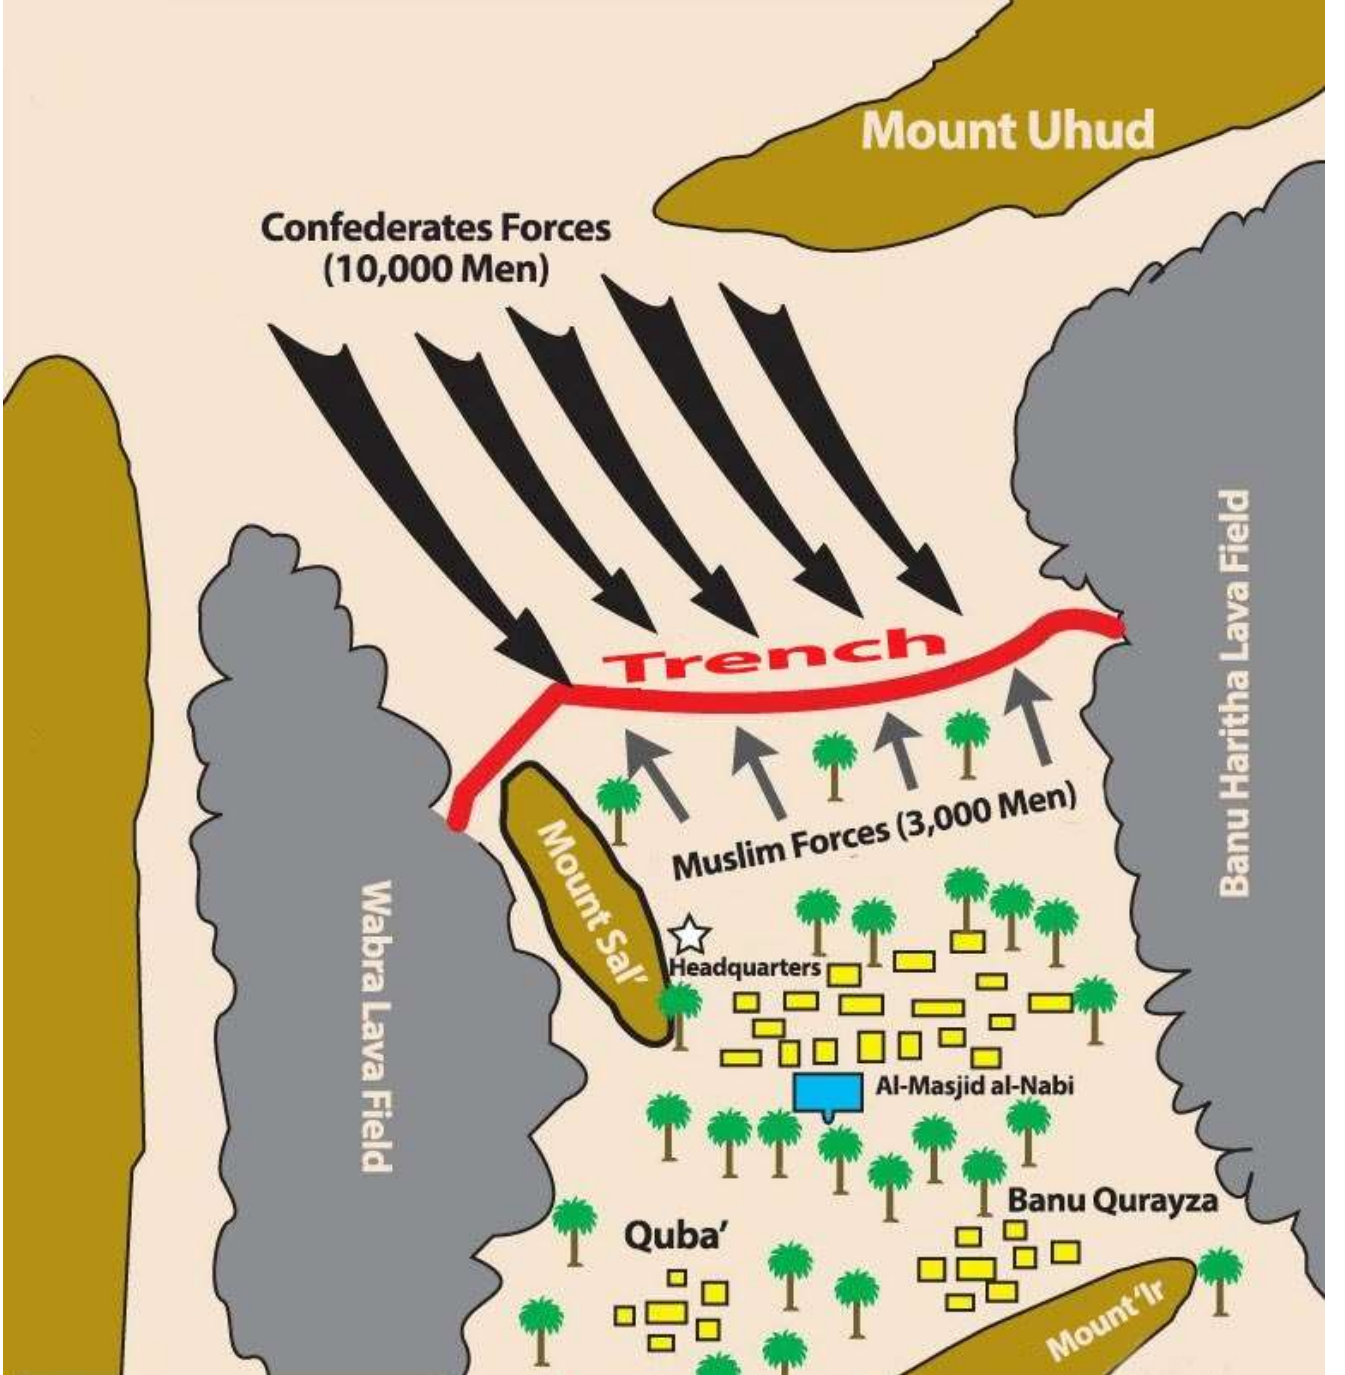 Mount Uhud
Confederates Forces
(10,000 Men)
Banu Haritha Lava Field
Trench
Muslim Forces (3,000 Men)
Mount Sal’
Wabra Lava Field
Headquarters
Al-Masjid al-Nabi
Banu Qurayza
Quba’
Mount‘Ir